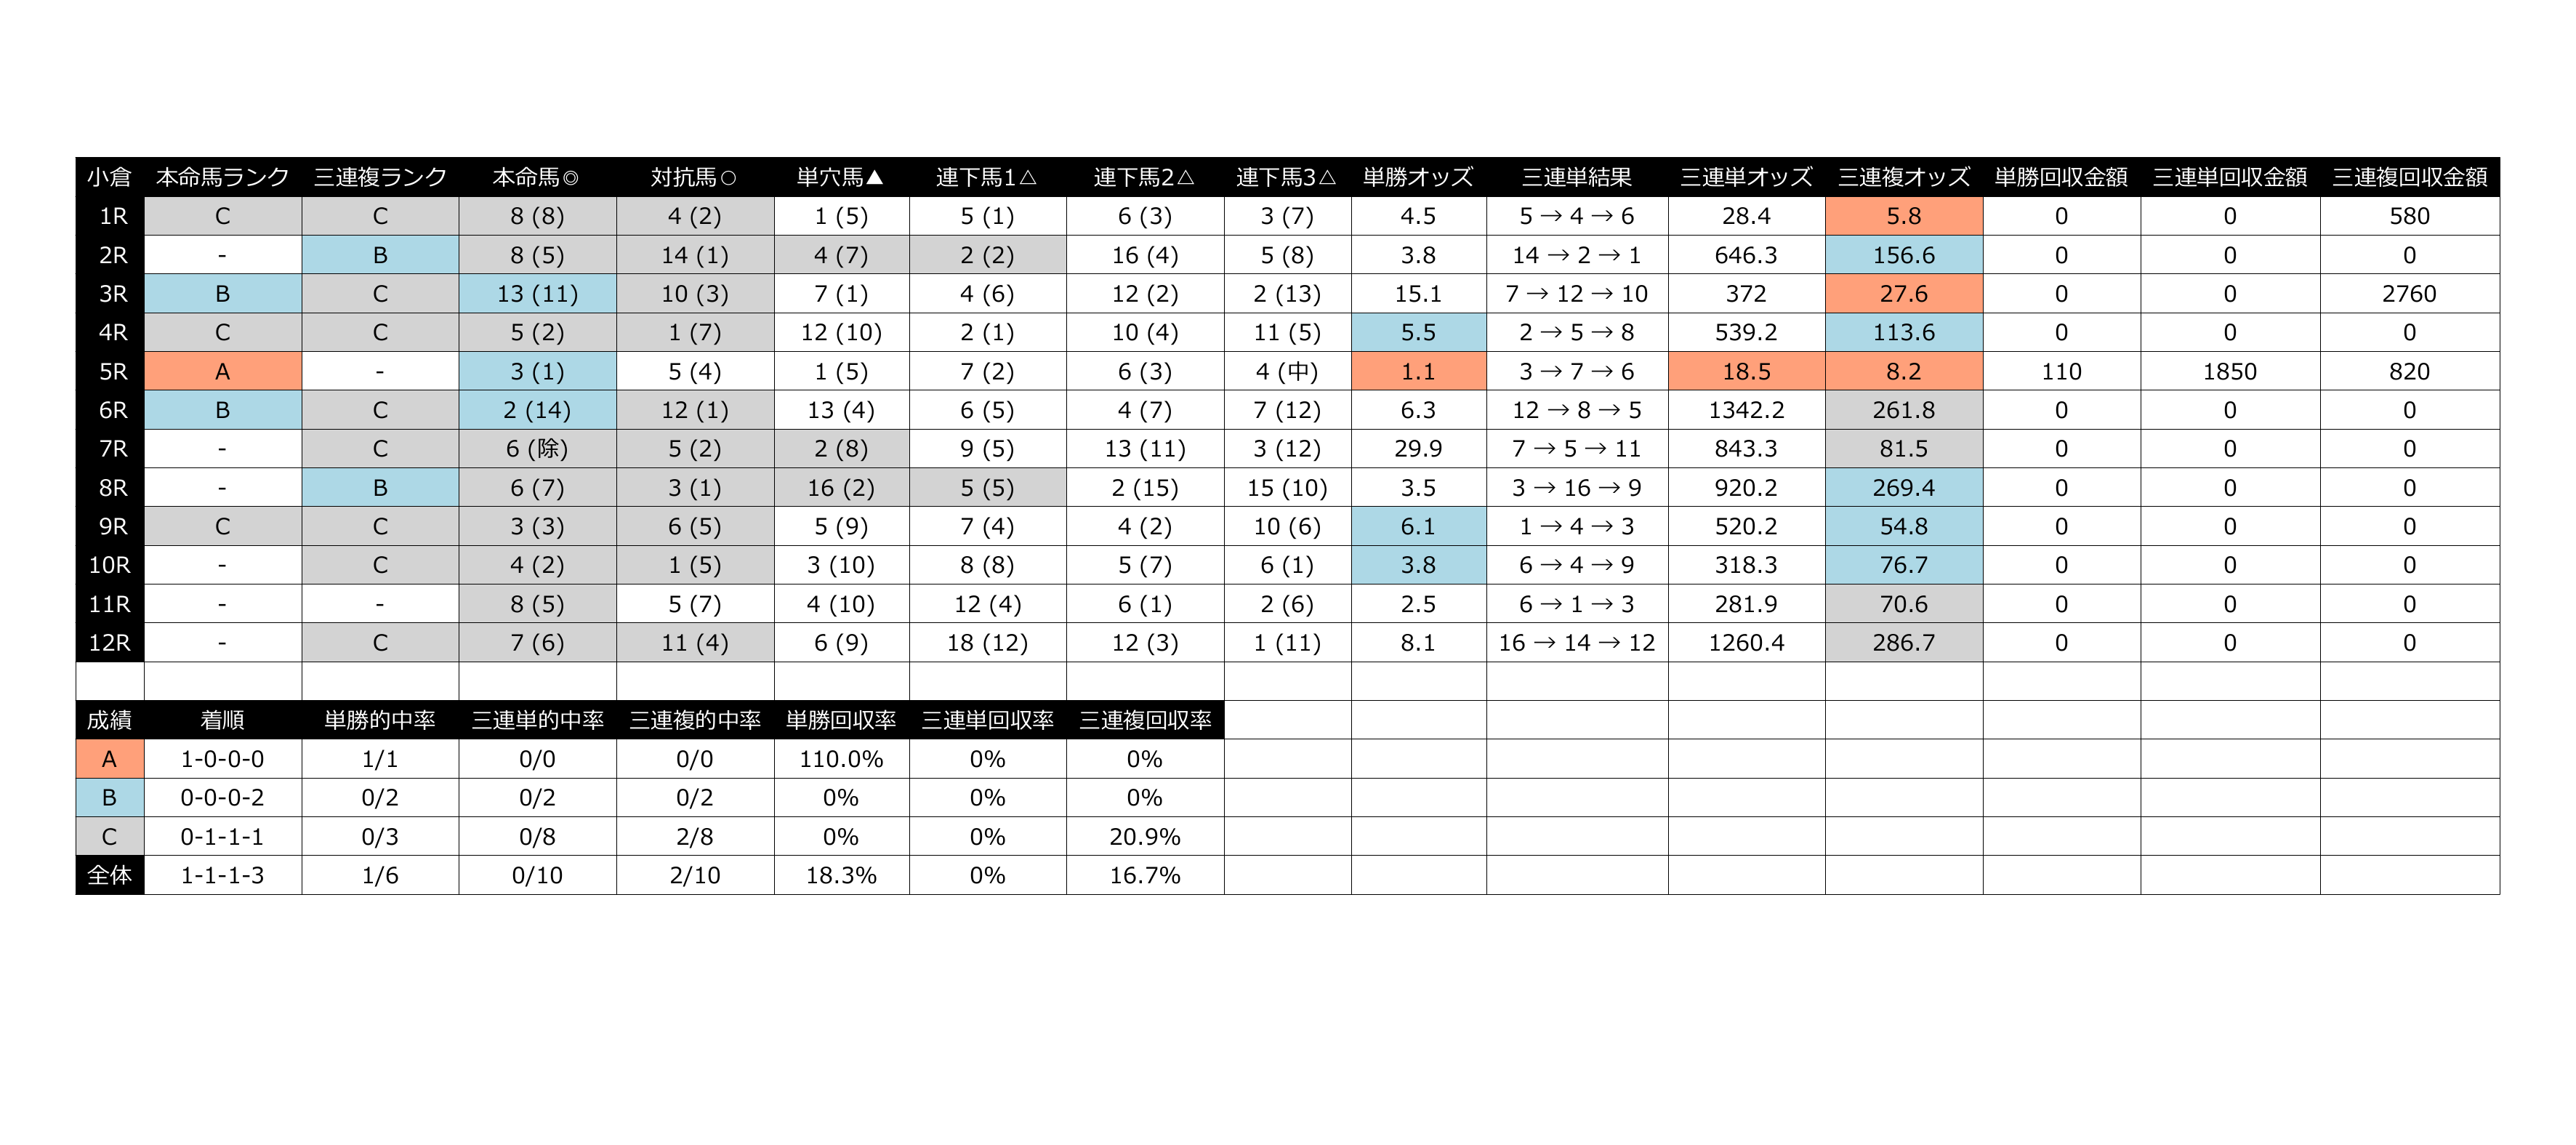 小倉 本命馬ランク 三連複ランク 本命馬◎ 対抗馬○ 単穴馬▲ 連下馬1△ 連下馬2△ 連下馬3△ 単勝オッズ 三連単結果 三連単オッズ 三連複オッズ 単勝回収金額 三連単回収金額 三連複回収金額
1R C C 8 (8) 4 (2) 1 (5) 5 (1) 6 (3) 3 (7) 4.5 5 → 4 → 6 28.4 5.8 0 0 580
2R - B 8 (5) 14 (1) 4 (7) 2 (2) 16 (4) 5 (8) 3.8 14 → 2 → 1 646.3 156.6 0 0 0
3R B C 13 (11) 10 (3) 7 (1) 4 (6) 12 (2) 2 (13) 15.1 7 → 12 → 10 372 27.6 0 0 2760
4R C C 5 (2) 1 (7) 12 (10) 2 (1) 10 (4) 11 (5) 5.5 2 → 5 → 8 539.2 113.6 0 0 0
5R A - 3 (1) 5 (4) 1 (5) 7 (2) 6 (3) 4 (中) 1.1 3 → 7 → 6 18.5 8.2 110 1850 820
6R B C 2 (14) 12 (1) 13 (4) 6 (5) 4 (7) 7 (12) 6.3 12 → 8 → 5 1342.2 261.8 0 0 0
7R - C 6 (除) 5 (2) 2 (8) 9 (5) 13 (11) 3 (12) 29.9 7 → 5 → 11 843.3 81.5 0 0 0
8R - B 6 (7) 3 (1) 16 (2) 5 (5) 2 (15) 15 (10) 3.5 3 → 16 → 9 920.2 269.4 0 0 0
9R C C 3 (3) 6 (5) 5 (9) 7 (4) 4 (2) 10 (6) 6.1 1 → 4 → 3 520.2 54.8 0 0 0
10R - C 4 (2) 1 (5) 3 (10) 8 (8) 5 (7) 6 (1) 3.8 6 → 4 → 9 318.3 76.7 0 0 0
11R - - 8 (5) 5 (7) 4 (10) 12 (4) 6 (1) 2 (6) 2.5 6 → 1 → 3 281.9 70.6 0 0 0
12R - C 7 (6) 11 (4) 6 (9) 18 (12) 12 (3) 1 (11) 8.1 16 → 14 → 12 1260.4 286.7 0 0 0
成績 着順 単勝的中率 三連単的中率 三連複的中率 単勝回収率 三連単回収率 三連複回収率
A 1-0-0-0 1/1 0/0 0/0 110.0% 0% 0%
B 0-0-0-2 0/2 0/2 0/2 0% 0% 0%
C 0-1-1-1 0/3 0/8 2/8 0% 0% 20.9%
全体 1-1-1-3 1/6 0/10 2/10 18.3% 0% 16.7%